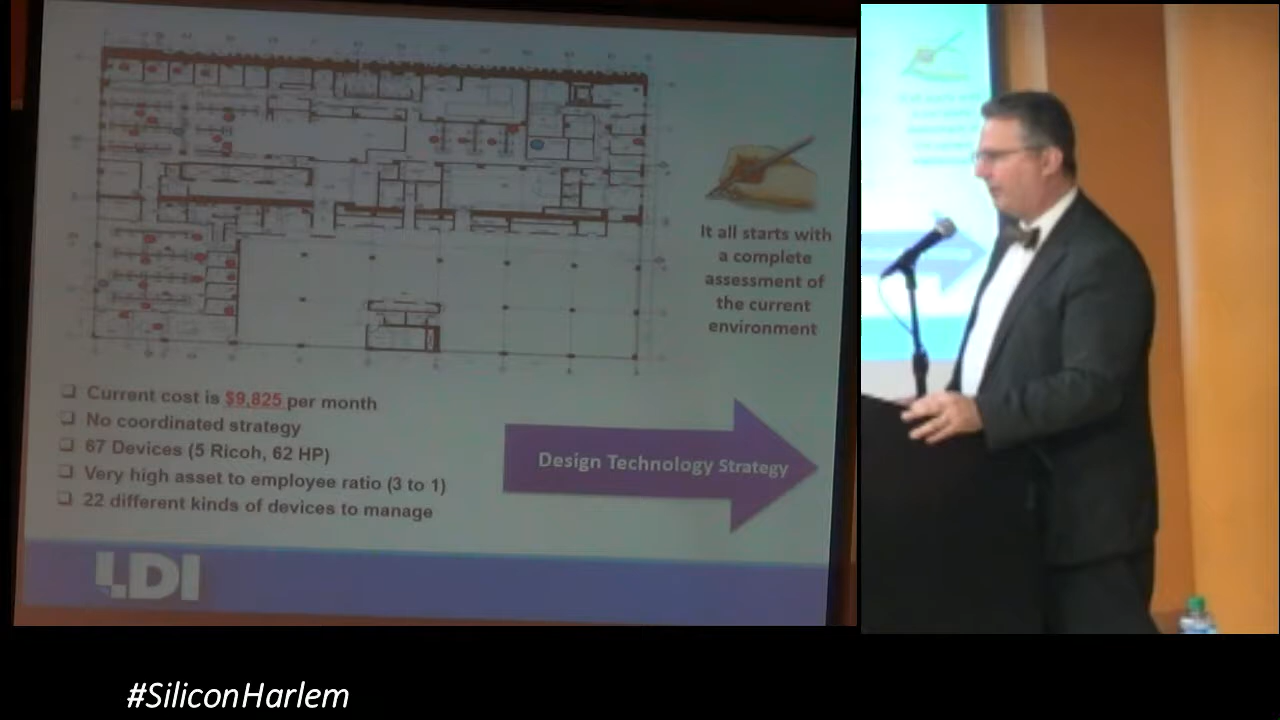 It all starts with
a complete
assessment of
the current
environment
Current cost is $9,825 per month
No coordinated strategy
67 Devices (5 Ricoh, 62 HP)
Very high asset to employee ratio (3 to 1)
22 different kinds of devices to manage
Design Technology Strategy
LDI
#SiliconHarlem